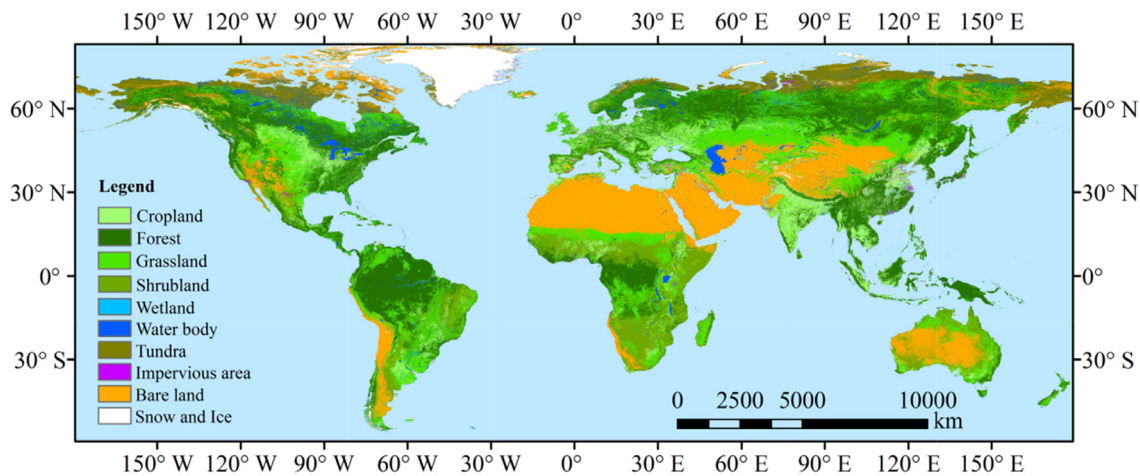 150° W 120° W 90° W 60° W 30° W 0° 30° E 60° E 90° E 120° E 150° E
60° N 60° N
30° N 30° N
0° 0°
30° S 30° S
Legend
Cropland
Forest
Grassland
Shrubland
Wetland
Water body
Tundra
Impervious area
Bare land
Snow and Ice
0 2500 5000 10000
km
150° W 120° W 90° W 60° W 30° W 0° 30° E 60° E 90° E 120° E 150° E